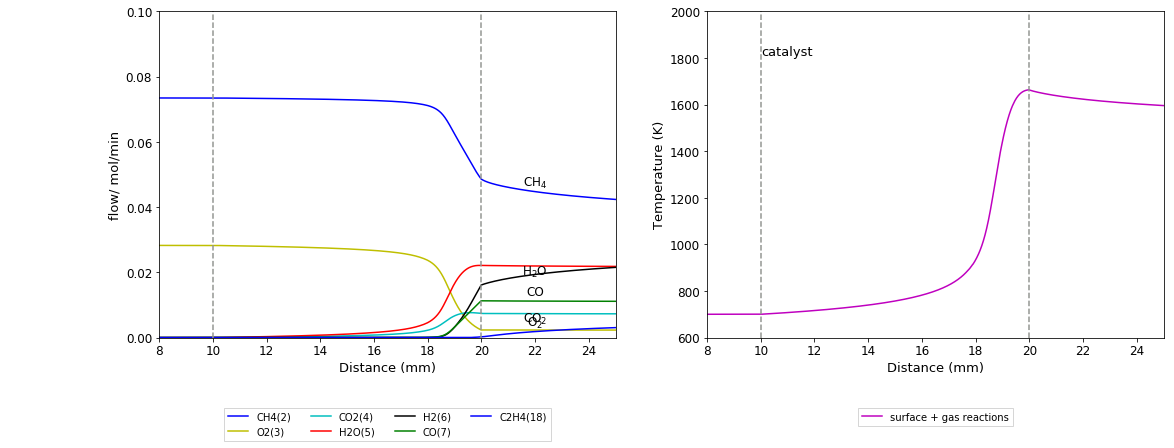 0.10
0.08
0.06
0.04
0.02
0.00
flow/ mol/min
CH4
H2O
CO
CO2
O2
8 10 12 14 16 18 20 22 24
Distance (mm)
CH4(2) CO2(4) H2(6) C2H4(18)
O2(3) H2O(5) CO(7)
2000
1800
1600
1400
1200
1000
800
600
Temperature (K)
catalyst
8 10 12 14 16 18 20 22 24
Distance (mm)
surface + gas reactions